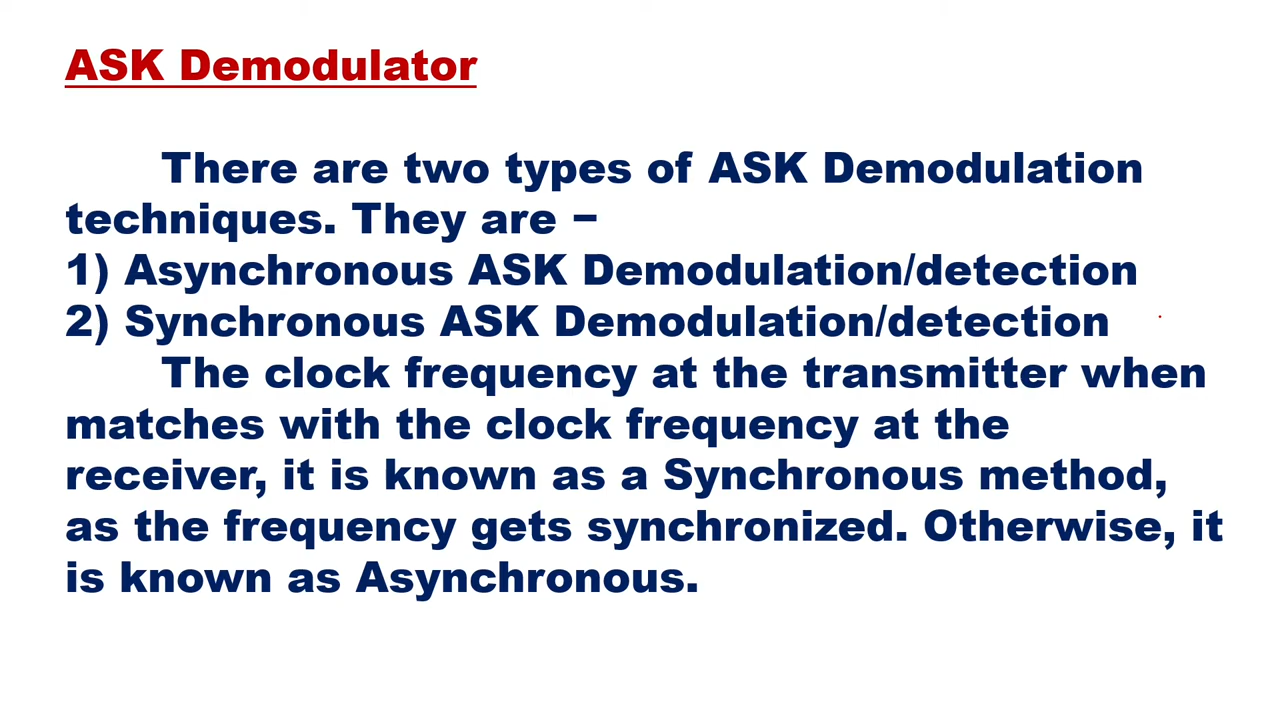 ASK Demodulator
There are two types of ASK Demodulation
techniques. They are −
1) Asynchronous ASK Demodulation/detection
2) Synchronous ASK Demodulation/detection
The clock frequency at the transmitter when
matches with the clock frequency at the
receiver, it is known as a Synchronous method,
as the frequency gets synchronized. Otherwise, it
is known as Asynchronous.